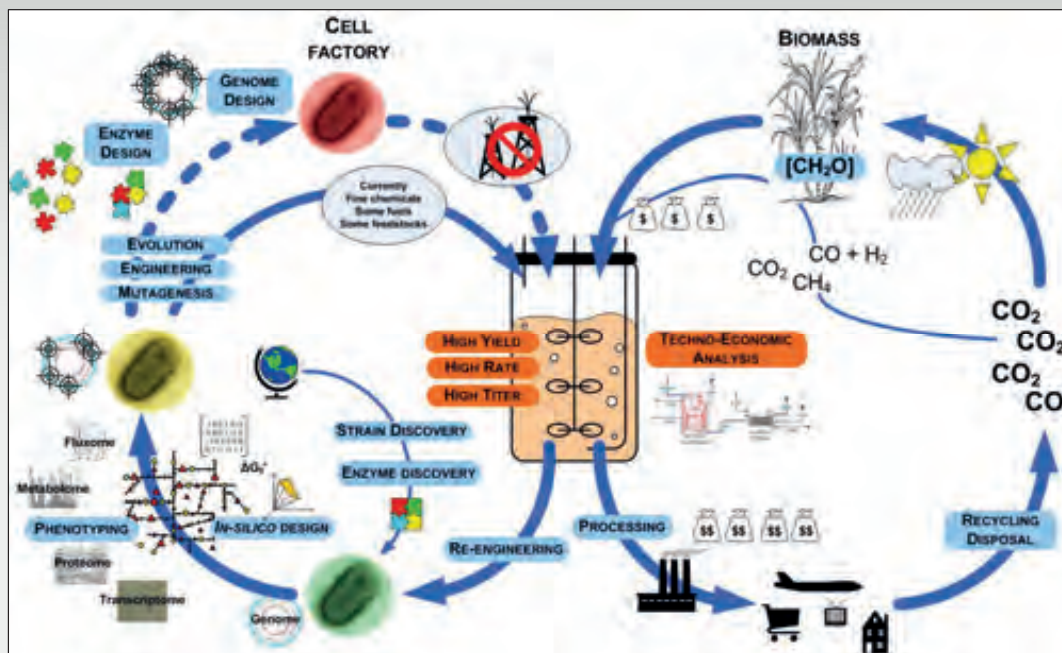 CELL
FACTORY
GENOME
DESIGN
ENZYME
DESIGN
Currently
Fine chemicals
Some fuels
Some feedstocks
EVOLUTION
ENGINEERING
MUTAGENESIS
BIOMASS
[CH₂O]
$ $ $
CO + H₂
CO₂
CH₄
CO₂
CO₂
CO₂
CO
HIGH YIELD
HIGH RATE
HIGH TITER
TECHNO-ECONOMIC
ANALYSIS
STRAIN DISCOVERY
ENZYME DISCOVERY
Fluxome
Metabolome
PHENOTYPING
IN-SILICO DESIGN
Proteome
Transcriptome
Genome
RE-ENGINEERING
PROCESSING
$$ $$ $$ $$
RECYCLING
DISPOSAL